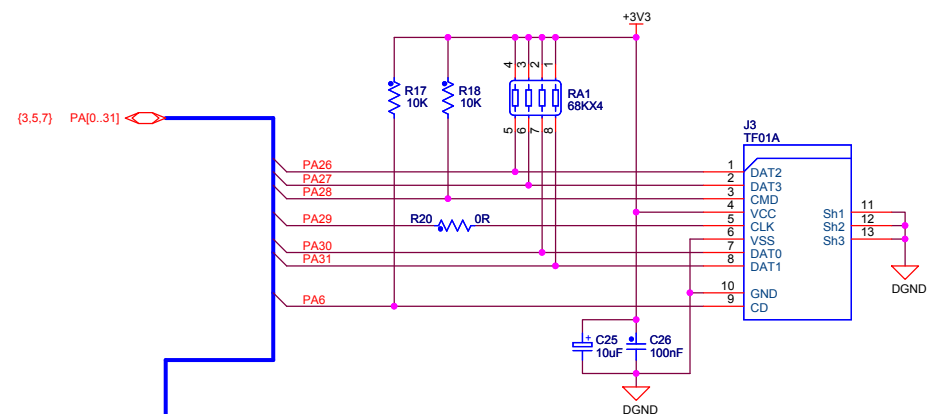 +3V3
4
3
2
1
R17
10K
R18
10K
RA1
68KX4
5
6
7
8
{3,5,7}
PA[0..31]
J3
TF01A
PA26
1
DAT2
PA27
2
DAT3
PA28
3
CMD
4
VCC
Sh1
11
PA29
R20
0R
5
CLK
Sh2
12
6
VSS
Sh3
13
PA30
7
DAT0
PA31
8
DAT1
DGND
10
GND
PA6
9
CD
+
C25
10uF
C26
100nF
DGND